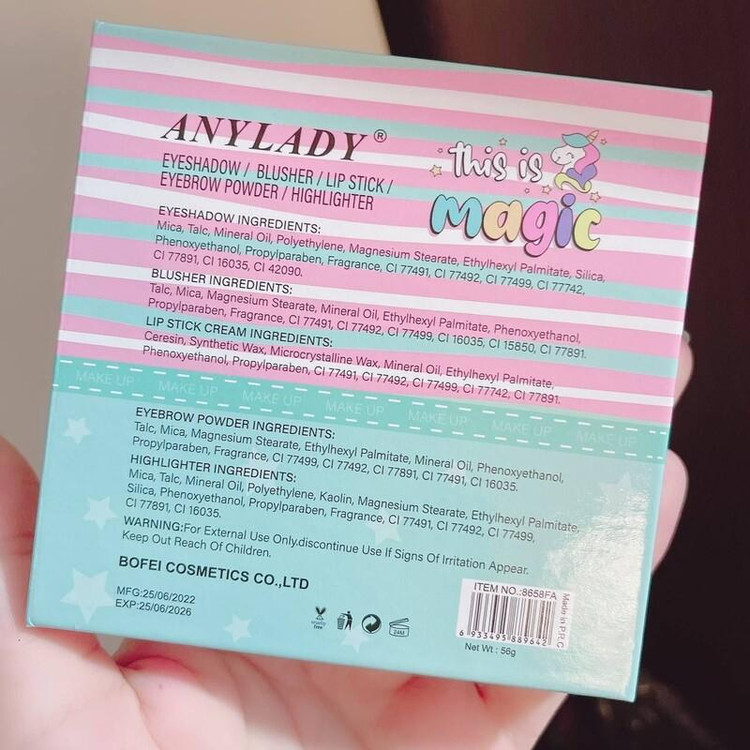 ANYLADY®
EYESHADOW / BLUSHER / LIP STICK /
EYEBROW POWDER / HIGHLIGHTER
this is
magic
EYESHADOW INGREDIENTS:
Mica, Talc, Mineral Oil, Polyethylene, Magnesium Stearate, Ethylhexyl Palmitate, Silica,
Phenoxyethanol, Propylparaben, Fragrance, CI 77491, CI 77492, CI 77499, CI 77742,
CI 77891, CI 16035, CI 42090.
BLUSHER INGREDIENTS:
Talc, Mica, Magnesium Stearate, Mineral Oil, Ethylhexyl Palmitate, Phenoxyethanol,
Propylparaben, Fragrance, CI 77491, CI 77492, CI 77499, CI 16035, CI 15850, CI 77891.
LIP STICK CREAM INGREDIENTS:
Ceresin, Synthetic Wax, Microcrystalline Wax, Mineral Oil, Ethylhexyl Palmitate,
Phenoxyethanol, Propylparaben, CI 77491, CI 77492, CI 77499, CI 77742, CI 77891.
MAKE UP MAKE UP MAKE UP MAKE UP MAKE UP MAKE UP MAKE UP
EYEBROW POWDER INGREDIENTS:
Talc, Mica, Magnesium Stearate, Ethylhexyl Palmitate, Mineral Oil, Phenoxyethanol,
Propylparaben, Fragrance, CI 77499, CI 77492, CI 77891, CI 77491, CI 16035.
HIGHLIGHTER INGREDIENTS:
Mica, Talc, Mineral Oil, Polyethylene, Kaolin, Magnesium Stearate, Ethylhexyl Palmitate,
Silica, Phenoxyethanol, Propylparaben, Fragrance, CI 77491, CI 77492, CI 77499,
CI 77891, CI 16035.
WARNING:For External Use Only.discontinue Use If Signs Of Irritation Appear.
Keep Out Reach Of Children.
BOFEI COSMETICS CO.,LTD
MFG:25/06/2022
EXP:25/06/2026
24M
ITEM NO.:8658FA
6 933495 889642
Made in P.R.C
Net Wt : 56g